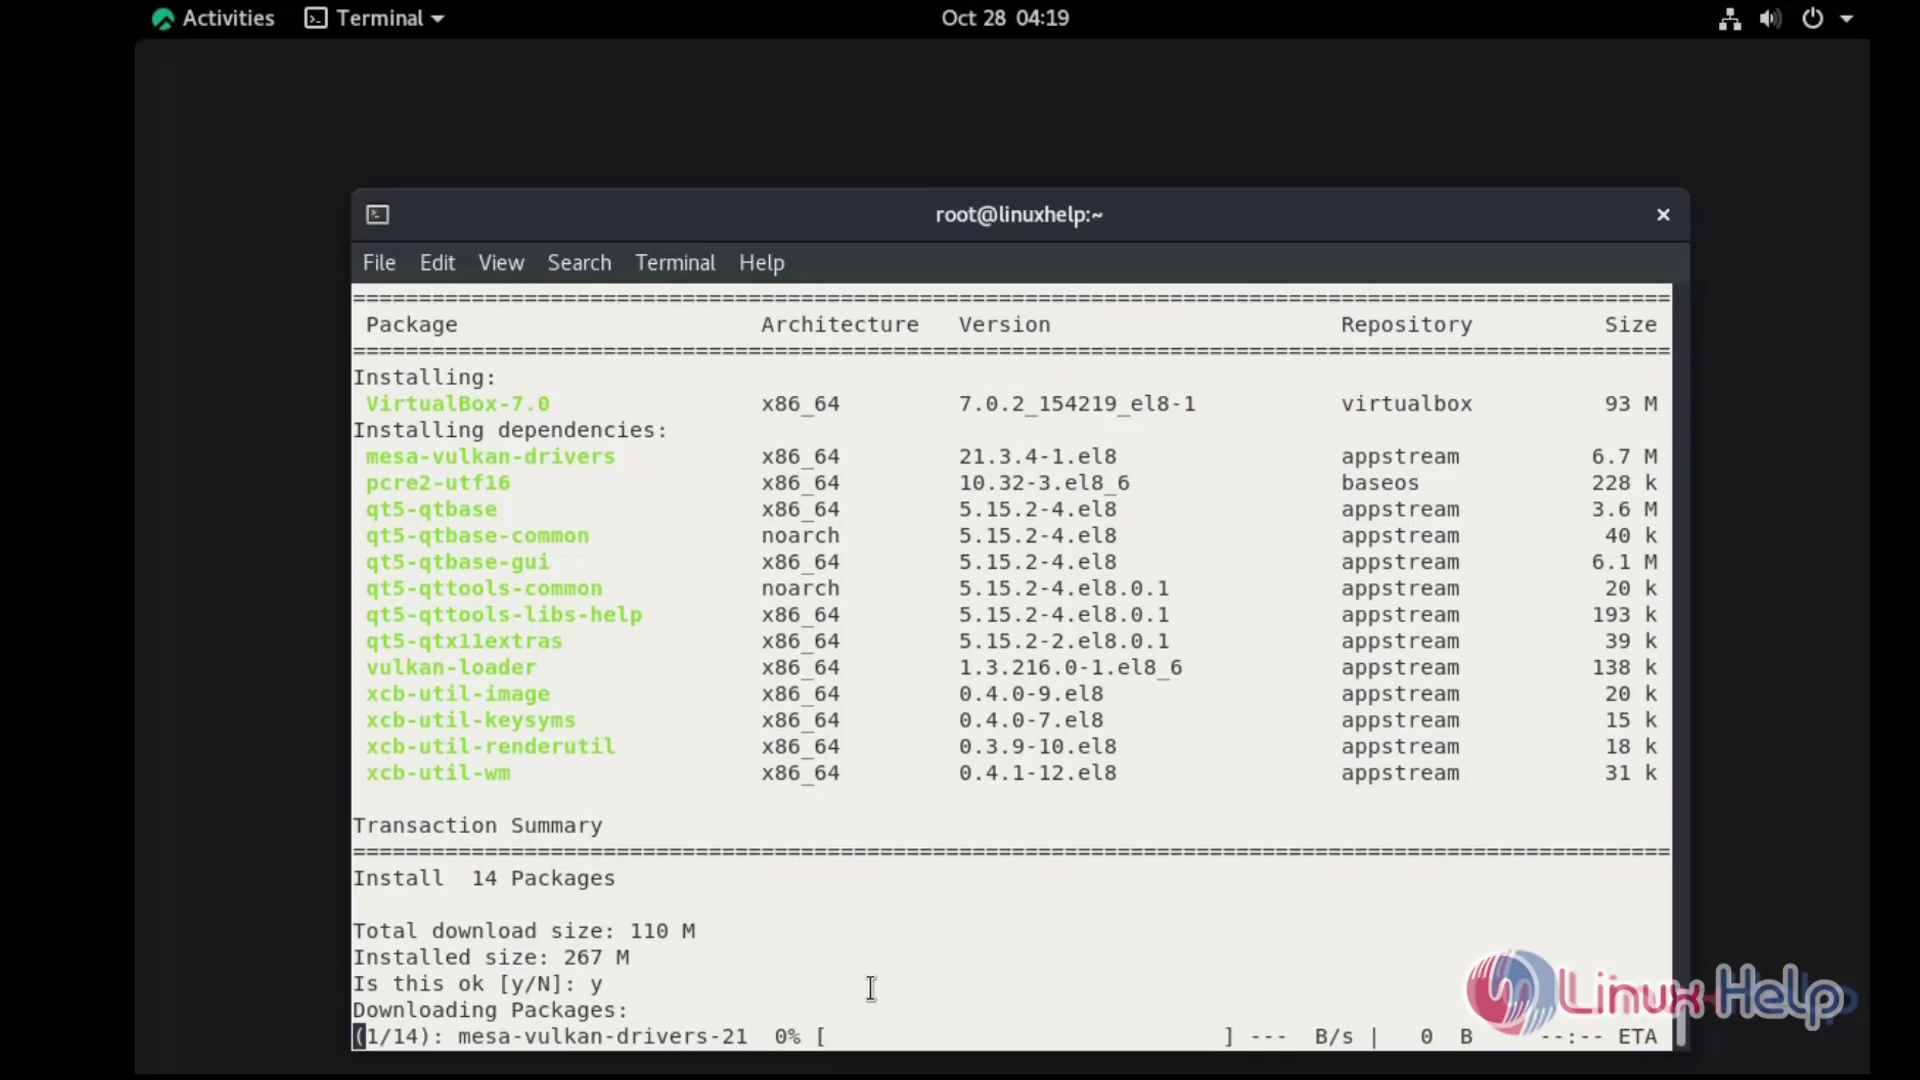 Activities Terminal Oct 28 04:19
root@linuxhelp:~
File Edit View Search Terminal Help
================================================================================
Package Architecture Version Repository Size
================================================================================
Installing:
VirtualBox-7.0 x86_64 7.0.2_154219_el8-1 virtualbox 93 M
Installing dependencies:
mesa-vulkan-drivers x86_64 21.3.4-1.el8 appstream 6.7 M
pcre2-utf16 x86_64 10.32-3.el8_6 baseos 228 k
qt5-qtbase x86_64 5.15.2-4.el8 appstream 3.6 M
qt5-qtbase-common noarch 5.15.2-4.el8 appstream 40 k
qt5-qtbase-gui x86_64 5.15.2-4.el8 appstream 6.1 M
qt5-qttools-common noarch 5.15.2-4.el8.0.1 appstream 20 k
qt5-qttools-libs-help x86_64 5.15.2-4.el8.0.1 appstream 193 k
qt5-qtx11extras x86_64 5.15.2-2.el8.0.1 appstream 39 k
vulkan-loader x86_64 1.3.216.0-1.el8_6 appstream 138 k
xcb-util-image x86_64 0.4.0-9.el8 appstream 20 k
xcb-util-keysyms x86_64 0.4.0-7.el8 appstream 15 k
xcb-util-renderutil x86_64 0.3.9-10.el8 appstream 18 k
xcb-util-wm x86_64 0.4.1-12.el8 appstream 31 k
Transaction Summary
================================================================================
Install 14 Packages
Total download size: 110 M
Installed size: 267 M
Is this ok [y/N]: y
Downloading Packages:
(1/14): mesa-vulkan-drivers-21 0% [ ] --- B/s | 0 B --:-- ETA
Linux Help